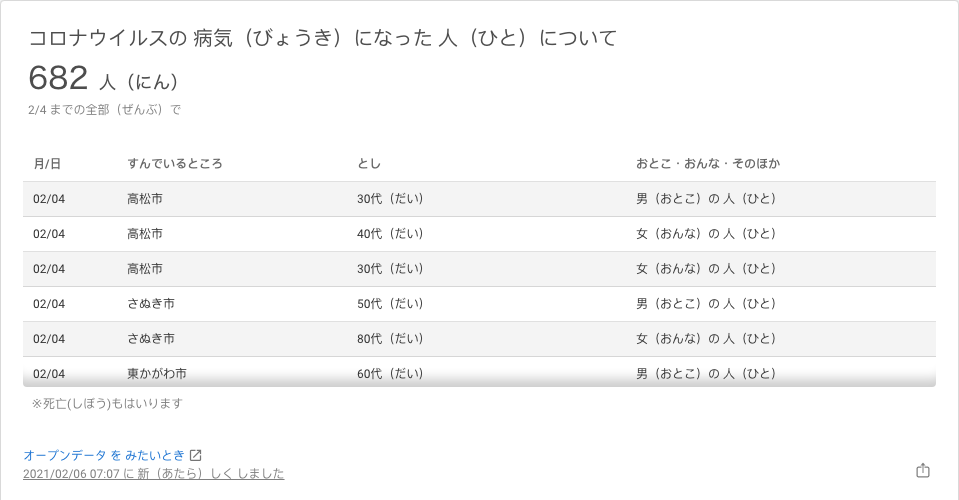 コロナウイルスの 病気（びょうき）になった 人（ひと）について
682 人（にん）
2/4 までの全部（ぜんぶ）で
月/日 すんでいるところ とし おとこ・おんな・そのほか
02/04 高松市 30代（だい） 男（おとこ）の 人（ひと）
02/04 高松市 40代（だい） 女（おんな）の 人（ひと）
02/04 高松市 30代（だい） 女（おんな）の 人（ひと）
02/04 さぬき市 50代（だい） 男（おとこ）の 人（ひと）
02/04 さぬき市 80代（だい） 女（おんな）の 人（ひと）
02/04 東かがわ市 60代（だい） 男（おとこ）の 人（ひと）
※死亡(しぼう)もはいります
オープンデータ を みたいとき
2021/02/06 07:07 に 新（あたら）しく しました